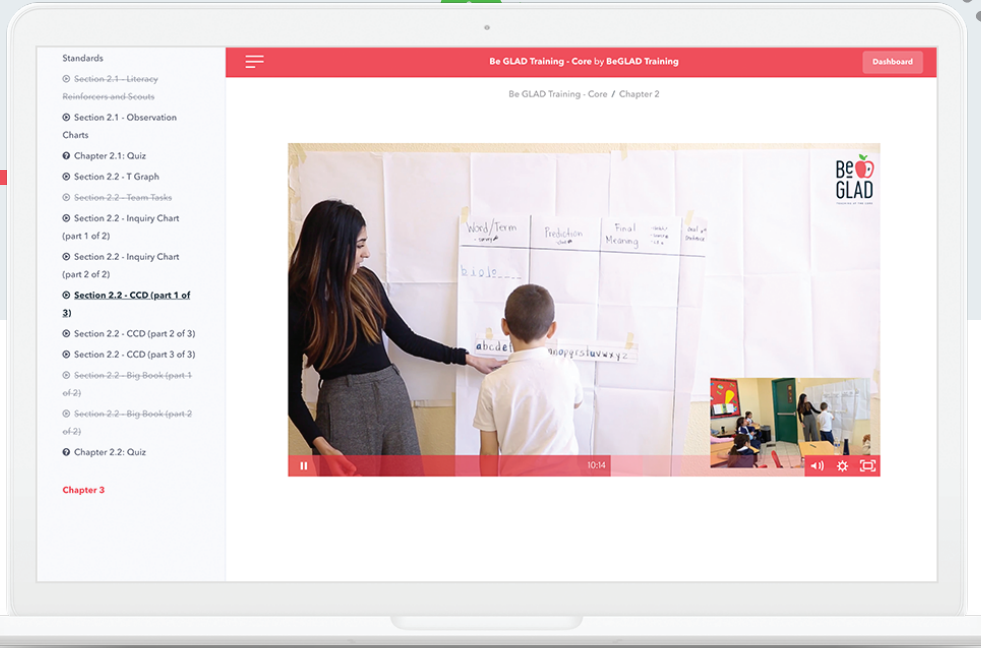 Standards
Section 2.1 - Literacy
Reinforcers and Scouts
Section 2.1 - Observation
Charts
Chapter 2.1: Quiz
Section 2.2 - T Graph
Section 2.2 - Team Tasks
Section 2.2 - Inquiry Chart
(part 1 of 2)
Section 2.2 - Inquiry Chart
(part 2 of 2)
Section 2.2 - CCD (part 1 of
3)
Section 2.2 - CCD (part 2 of 3)
Section 2.2 - CCD (part 3 of 3)
Section 2.2 - Big Book (part 1
of 2)
Section 2.2 - Big Book (part 2
of 2)
Chapter 2.2: Quiz
Chapter 3
Be GLAD Training - Core by BeGLAD Training
Dashboard
Be GLAD Training - Core / Chapter 2
Be
GLAD
Word/Term
Prediction
Final
Meaning
biolo
abcdef
nopqrstuvwxyz
10:14